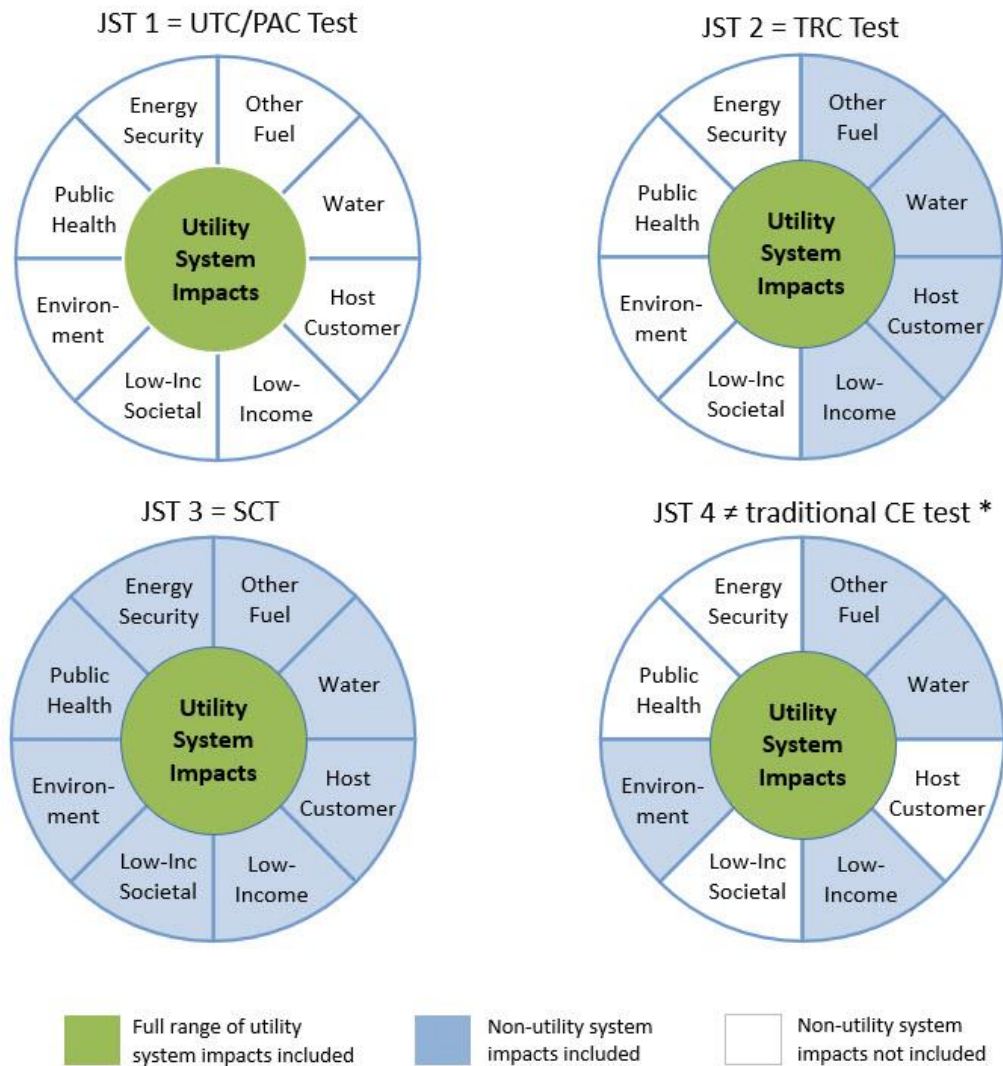 JST 1 = UTC/PAC Test
Energy
Security
Other
Fuel
Public
Health
Water
Utility
System
Impacts
Environ-
ment
Host
Customer
Low-Inc
Societal
Low-
Income
JST 2 = TRC Test
Energy
Security
Other
Fuel
Public
Health
Water
Utility
System
Impacts
Environ-
ment
Host
Customer
Low-Inc
Societal
Low-
Income
JST 3 = SCT
Energy
Security
Other
Fuel
Public
Health
Water
Utility
System
Impacts
Environ-
ment
Host
Customer
Low-Inc
Societal
Low-
Income
JST 4 ≠ traditional CE test *
Energy
Security
Other
Fuel
Public
Health
Water
Utility
System
Impacts
Environ-
ment
Host
Customer
Low-Inc
Societal
Low-
Income
Full range of utility
system impacts included
Non-utility system
impacts included
Non-utility system
impacts not included